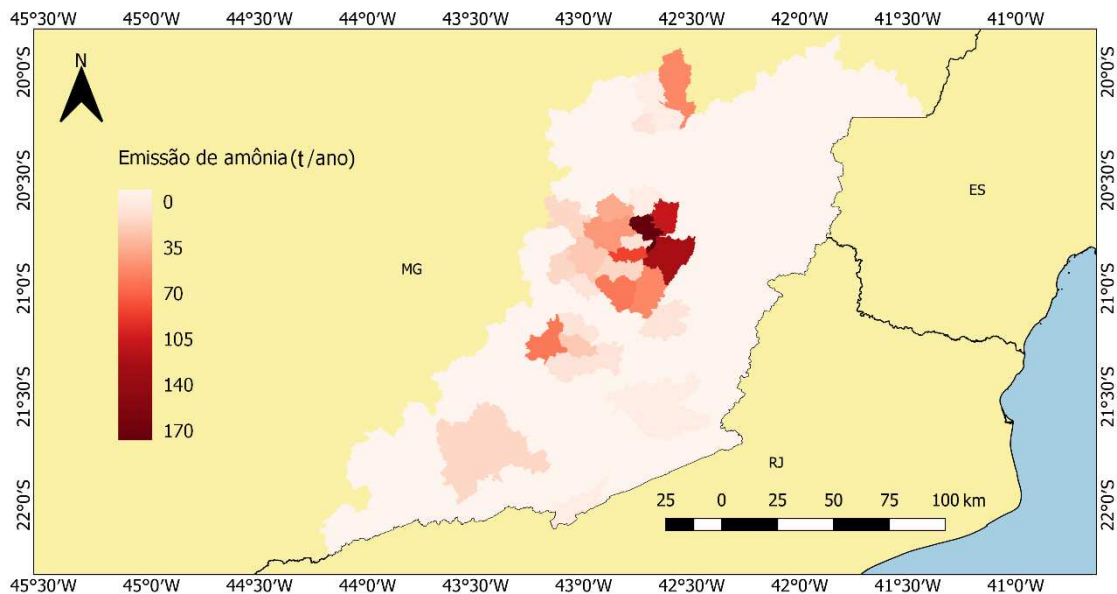 45°30'W 45°0'W 44°30'W 44°0'W 43°30'W 43°0'W 42°30'W 42°0'W 41°30'W 41°0'W
N
Emissão de amônia (t/ano)
0
35
70
105
140
170
MG
ES
RJ
25 0 25 50 75 100 km
20°0'S 20°30'S 21°0'S 21°30'S 22°0'S
20°0'S 20°30'S 21°0'S 21°30'S 22°0'S
45°30'W 45°0'W 44°30'W 44°0'W 43°30'W 43°0'W 42°30'W 42°0'W 41°30'W 41°0'W